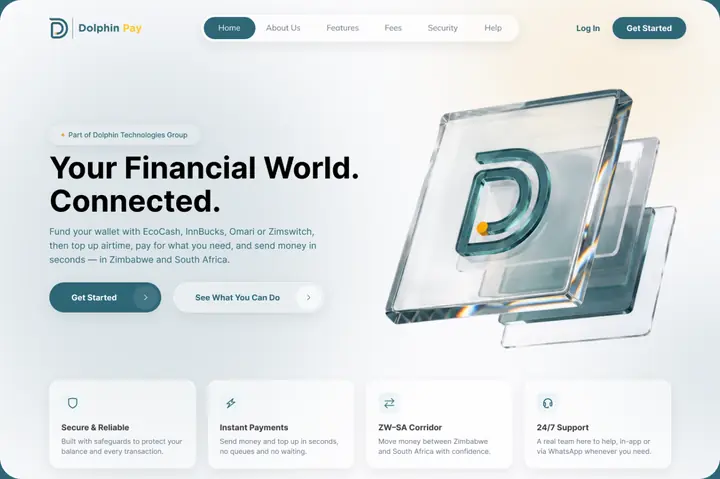 Dolphin Pay
Home
About Us
Features
Fees
Security
Help
Log In
Get Started
Part of Dolphin Technologies Group
Your Financial World.
Connected.
Fund your wallet with EcoCash, InnBucks, Omari or Zimswitch,
then top up airtime, pay for what you need, and send money in
seconds — in Zimbabwe and South Africa.
Get Started
See What You Can Do
Secure & Reliable
Built with safeguards to protect your
balance and every transaction.
Instant Payments
Send money and top up in seconds,
no queues and no waiting.
ZW–SA Corridor
Move money between Zimbabwe
and South Africa with confidence.
24/7 Support
A real team here to help, in-app or
via WhatsApp whenever you need.